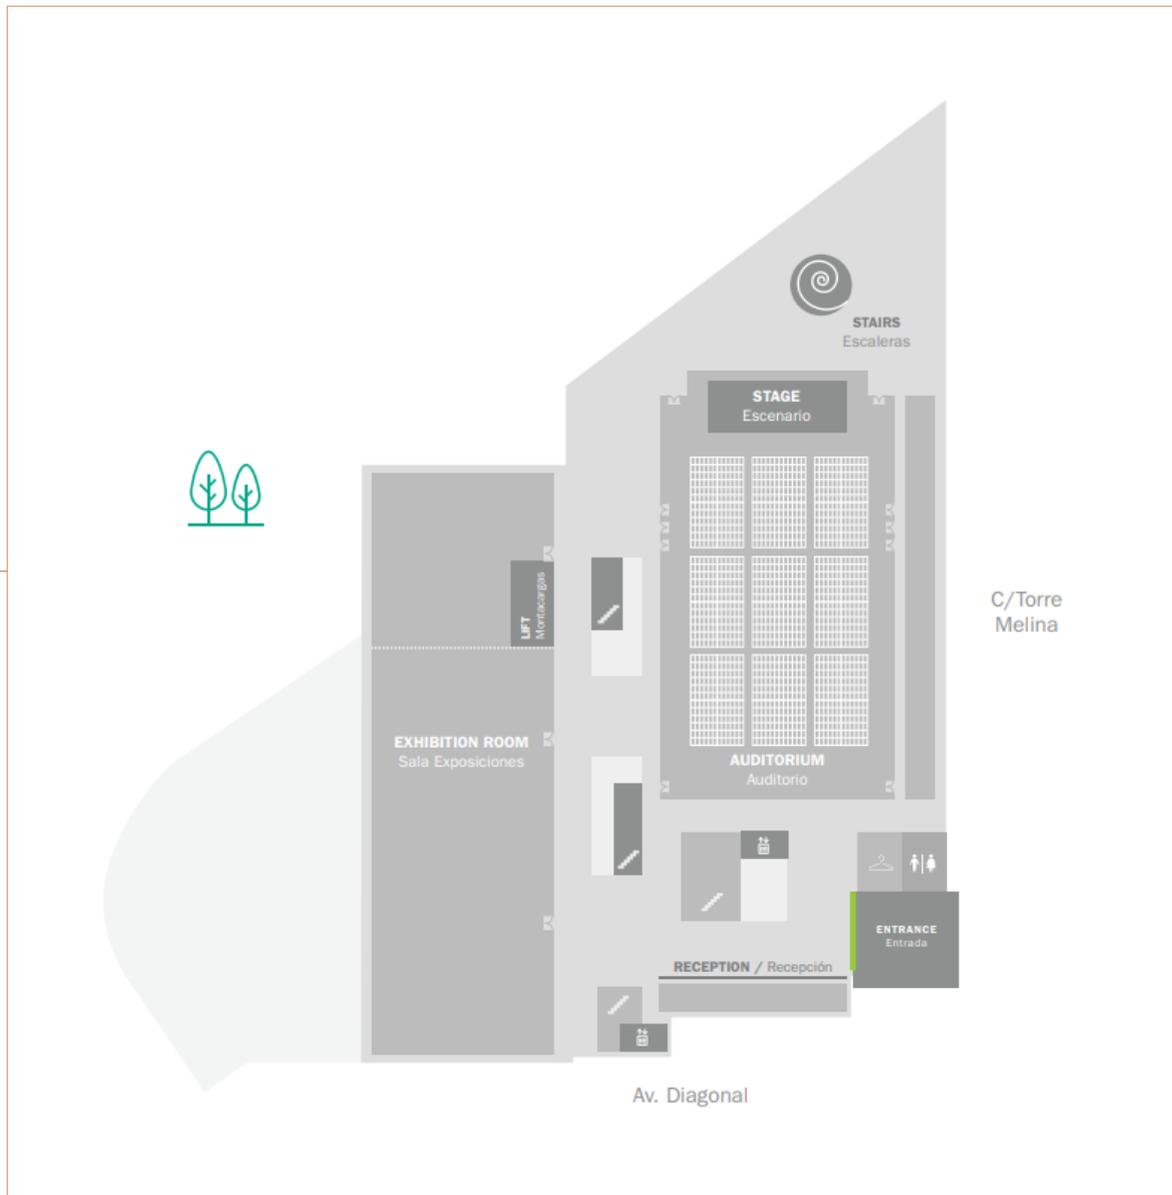 STAIRS
Escaleras
STAGE
Escenario
C/Torre
Melina
LIFT
Montacargas
EXHIBITION ROOM
Sala Exposiciones
AUDITORIUM
Auditorio
ENTRANCE
Entrada
RECEPTION / Recepción
Av. Diagonal